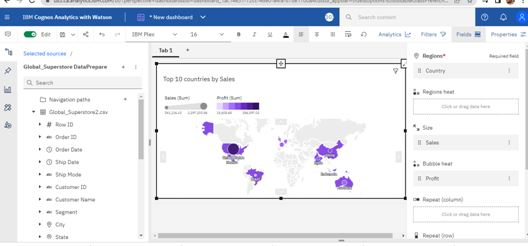 IBM Cognos Analytics with Watson
* New dashboard
Search content
Edit
IBM Plex
16
B
I
U
A
Analytics
Filters
Fields
Properties
Selected sources /
Global_Superstore DataPrepare
Search
Navigation paths
Global_Superstore2.csv
Row ID
Order ID
Order Date
Ship Date
Ship Mode
Customer ID
Customer Name
Segment
City
State
Tab 1
Top 10 countries by Sales
Sales (Sum)
Profit (Sum)
Regions*
Required field
Country
Regions heat
Click or drag data here
Size
Sales
Bubble heat
Profit
Repeat (column)
Click or drag data here
Repeat (row)